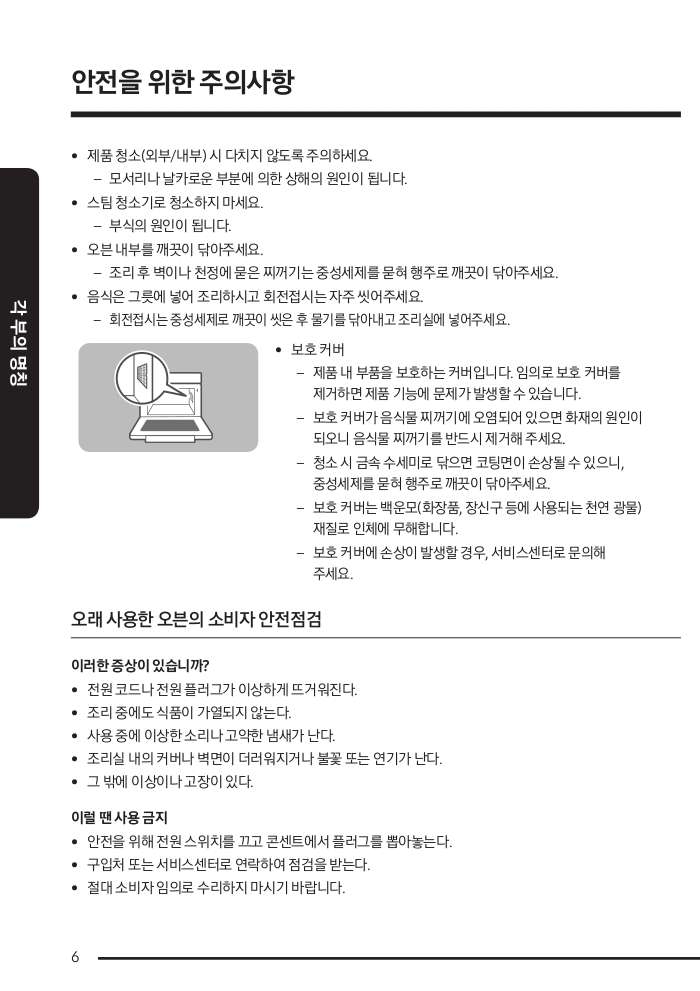 안전을 위한 주의사항
각 부의 명칭
• 제품 청소(외부/내부) 시 다치지 않도록 주의하세요.
– 모서리나 날카로운 부분에 의한 상해의 원인이 됩니다.
• 스팀 청소기로 청소하지 마세요.
– 부식의 원인이 됩니다.
• 오븐 내부를 깨끗이 닦아주세요.
– 조리 후 벽이나 천정에 묻은 찌꺼기는 중성세제를 묻혀 행주로 깨끗이 닦아주세요.
• 음식은 그릇에 넣어 조리하시고 회전접시는 자주 씻어주세요.
– 회전접시는 중성세제로 깨끗이 씻은 후 물기를 닦아내고 조리실에 넣어주세요.
• 보호 커버
– 제품 내 부품을 보호하는 커버입니다. 임의로 보호 커버를
제거하면 제품 기능에 문제가 발생할 수 있습니다.
– 보호 커버가 음식물 찌꺼기에 오염되어 있으면 화재의 원인이
되오니 음식물 찌꺼기를 반드시 제거해 주세요.
– 청소 시 금속 수세미로 닦으면 코팅면이 손상될 수 있으니,
중성세제를 묻혀 행주로 깨끗이 닦아주세요.
– 보호 커버는 백운모(화장품, 장신구 등에 사용되는 천연 광물)
재질로 인체에 무해합니다.
– 보호 커버에 손상이 발생할 경우, 서비스센터로 문의해
주세요.
오래 사용한 오븐의 소비자 안전점검
이러한 증상이 있습니까?
• 전원 코드나 전원 플러그가 이상하게 뜨거워진다.
• 조리 중에도 식품이 가열되지 않는다.
• 사용 중에 이상한 소리나 고약한 냄새가 난다.
• 조리실 내의 커버나 벽면이 더러워지거나 불꽃 또는 연기가 난다.
• 그 밖에 이상이나 고장이 있다.
이럴 땐 사용 금지
• 안전을 위해 전원 스위치를 끄고 콘센트에서 플러그를 뽑아놓는다.
• 구입처 또는 서비스센터로 연락하여 점검을 받는다.
• 절대 소비자 임의로 수리하지 마시기 바랍니다.
6